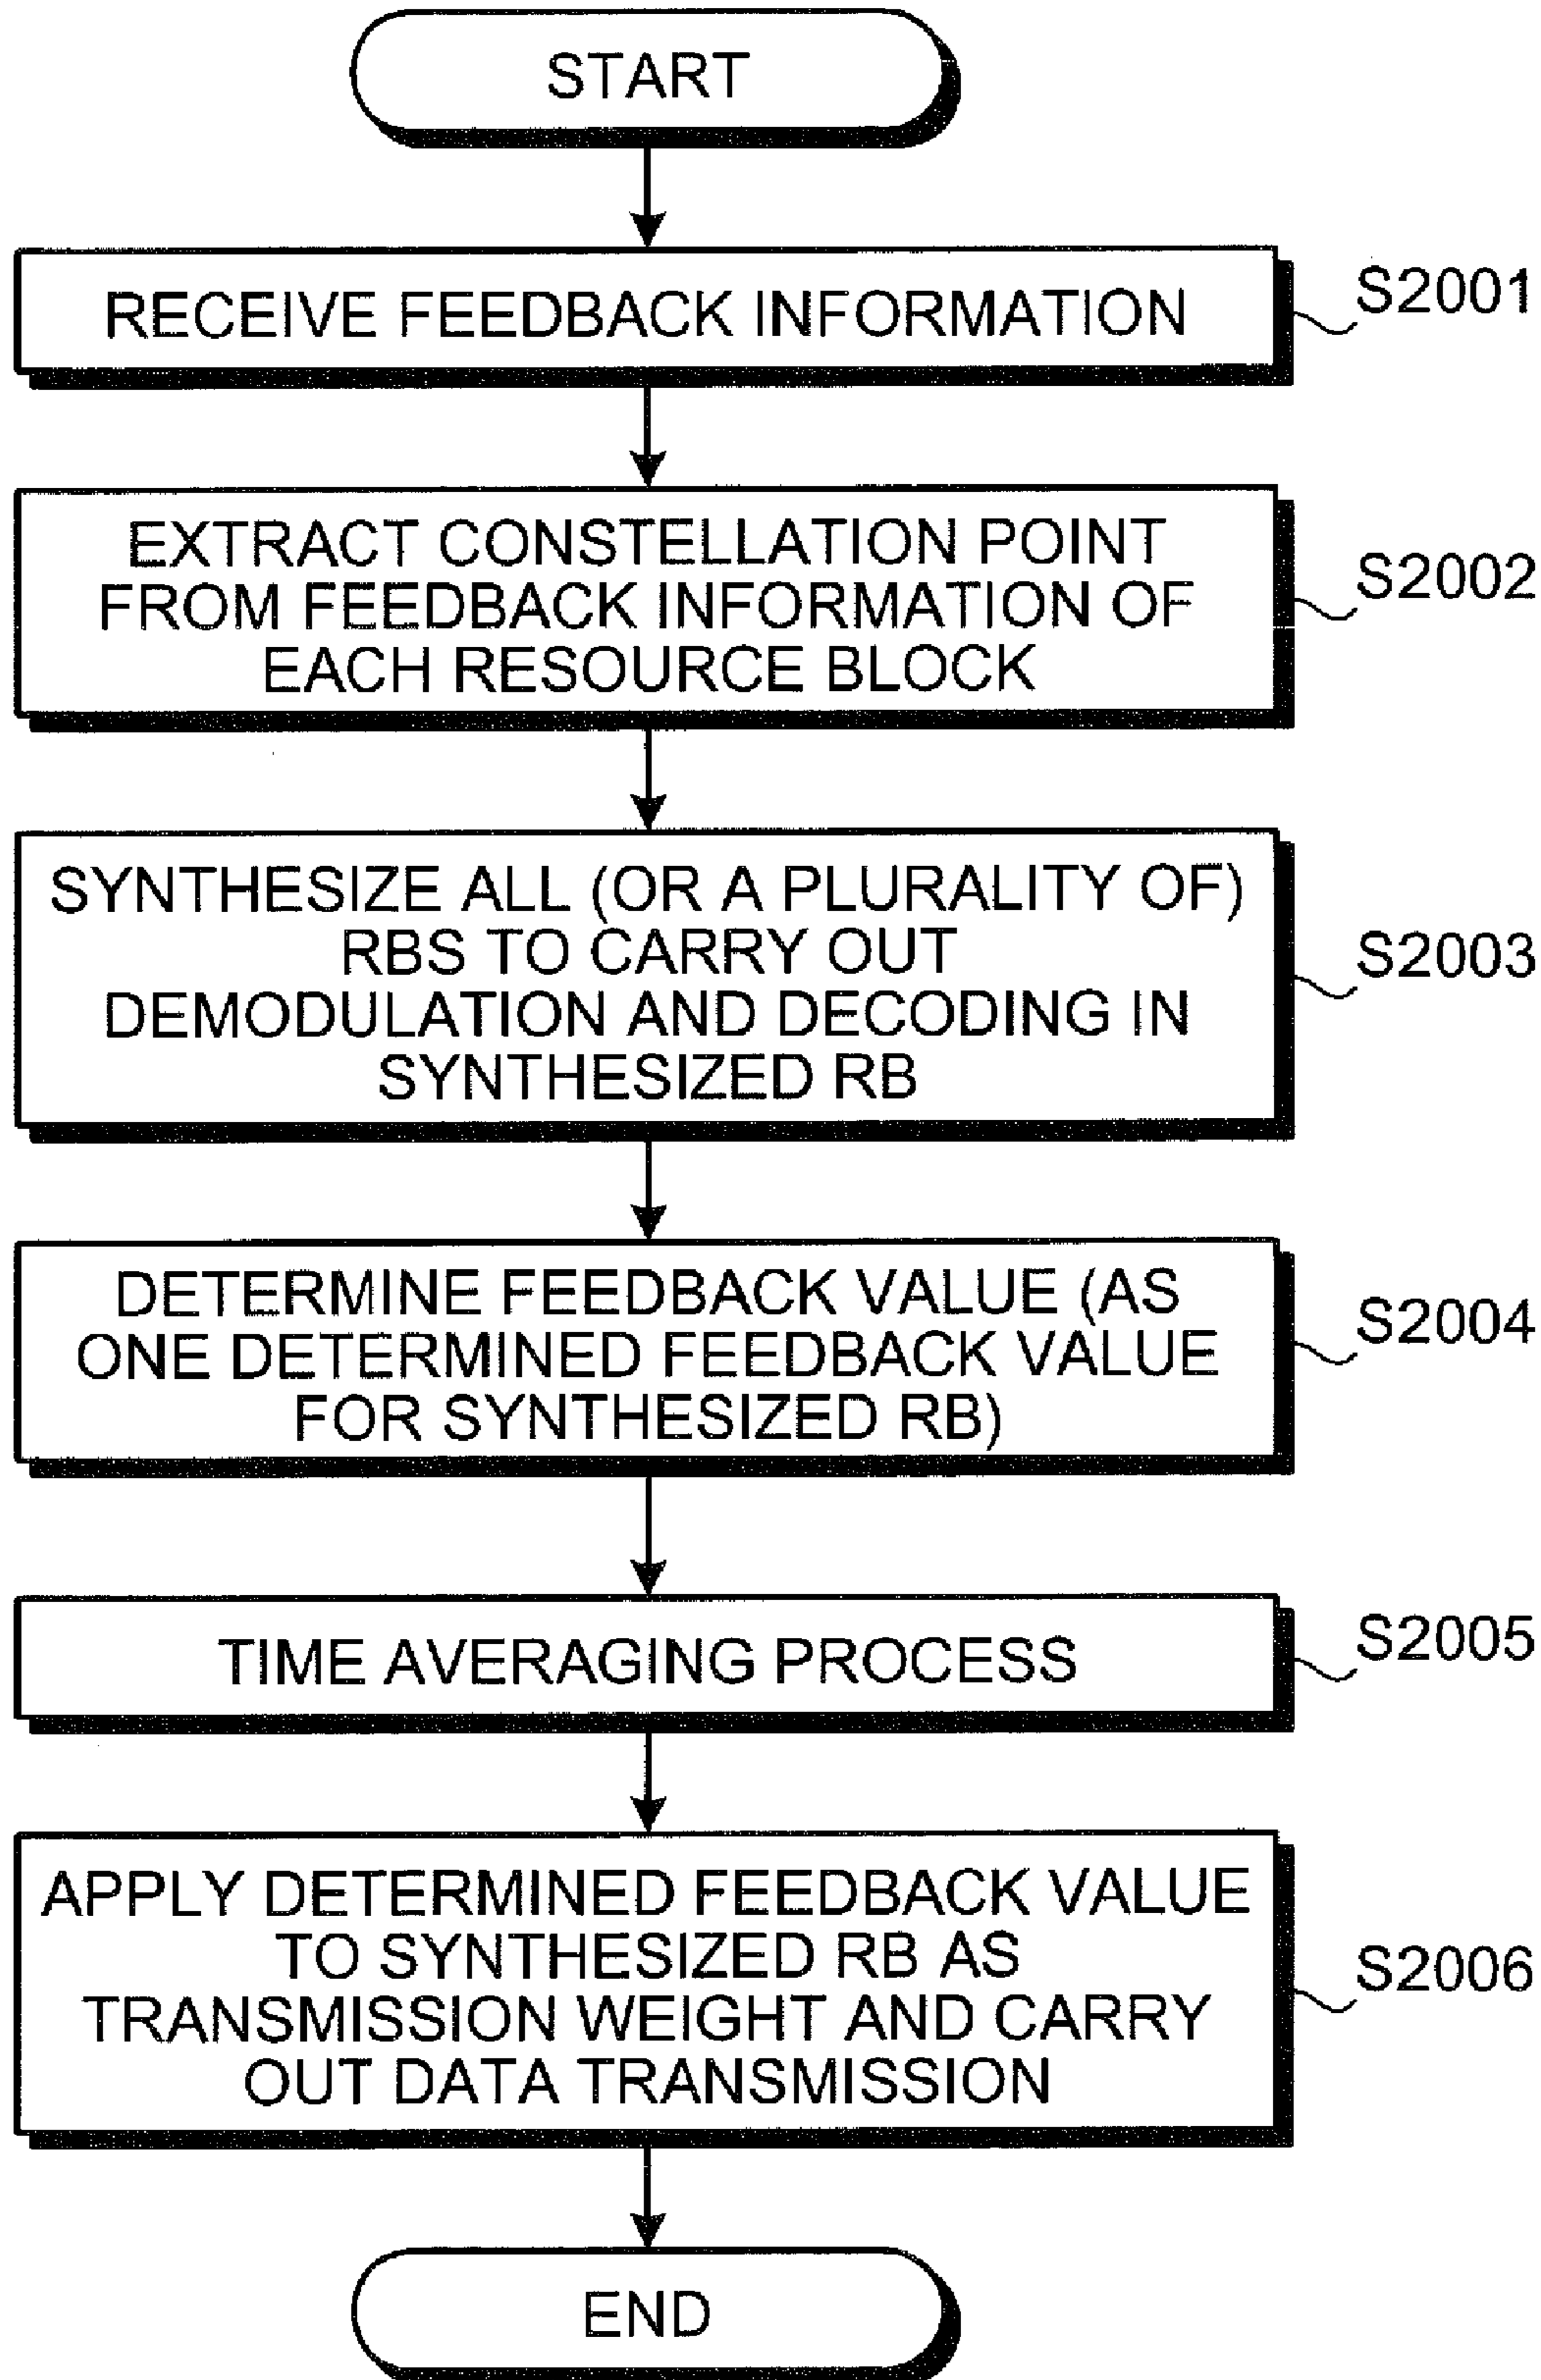 START
RECEIVE FEEDBACK INFORMATION
S2001
EXTRACT CONSTELLATION POINT
FROM FEEDBACK INFORMATION OF
EACH RESOURCE BLOCK
S2002
SYNTHESIZE ALL (OR A PLURALITY OF)
RBS TO CARRY OUT
DEMODULATION AND DECODING IN
SYNTHESIZED RB
S2003
DETERMINE FEEDBACK VALUE (AS
ONE DETERMINED FEEDBACK VALUE
FOR SYNTHESIZED RB)
S2004
TIME AVERAGING PROCESS
S2005
APPLY DETERMINED FEEDBACK VALUE
TO SYNTHESIZED RB AS
TRANSMISSION WEIGHT AND CARRY
OUT DATA TRANSMISSION
S2006
END